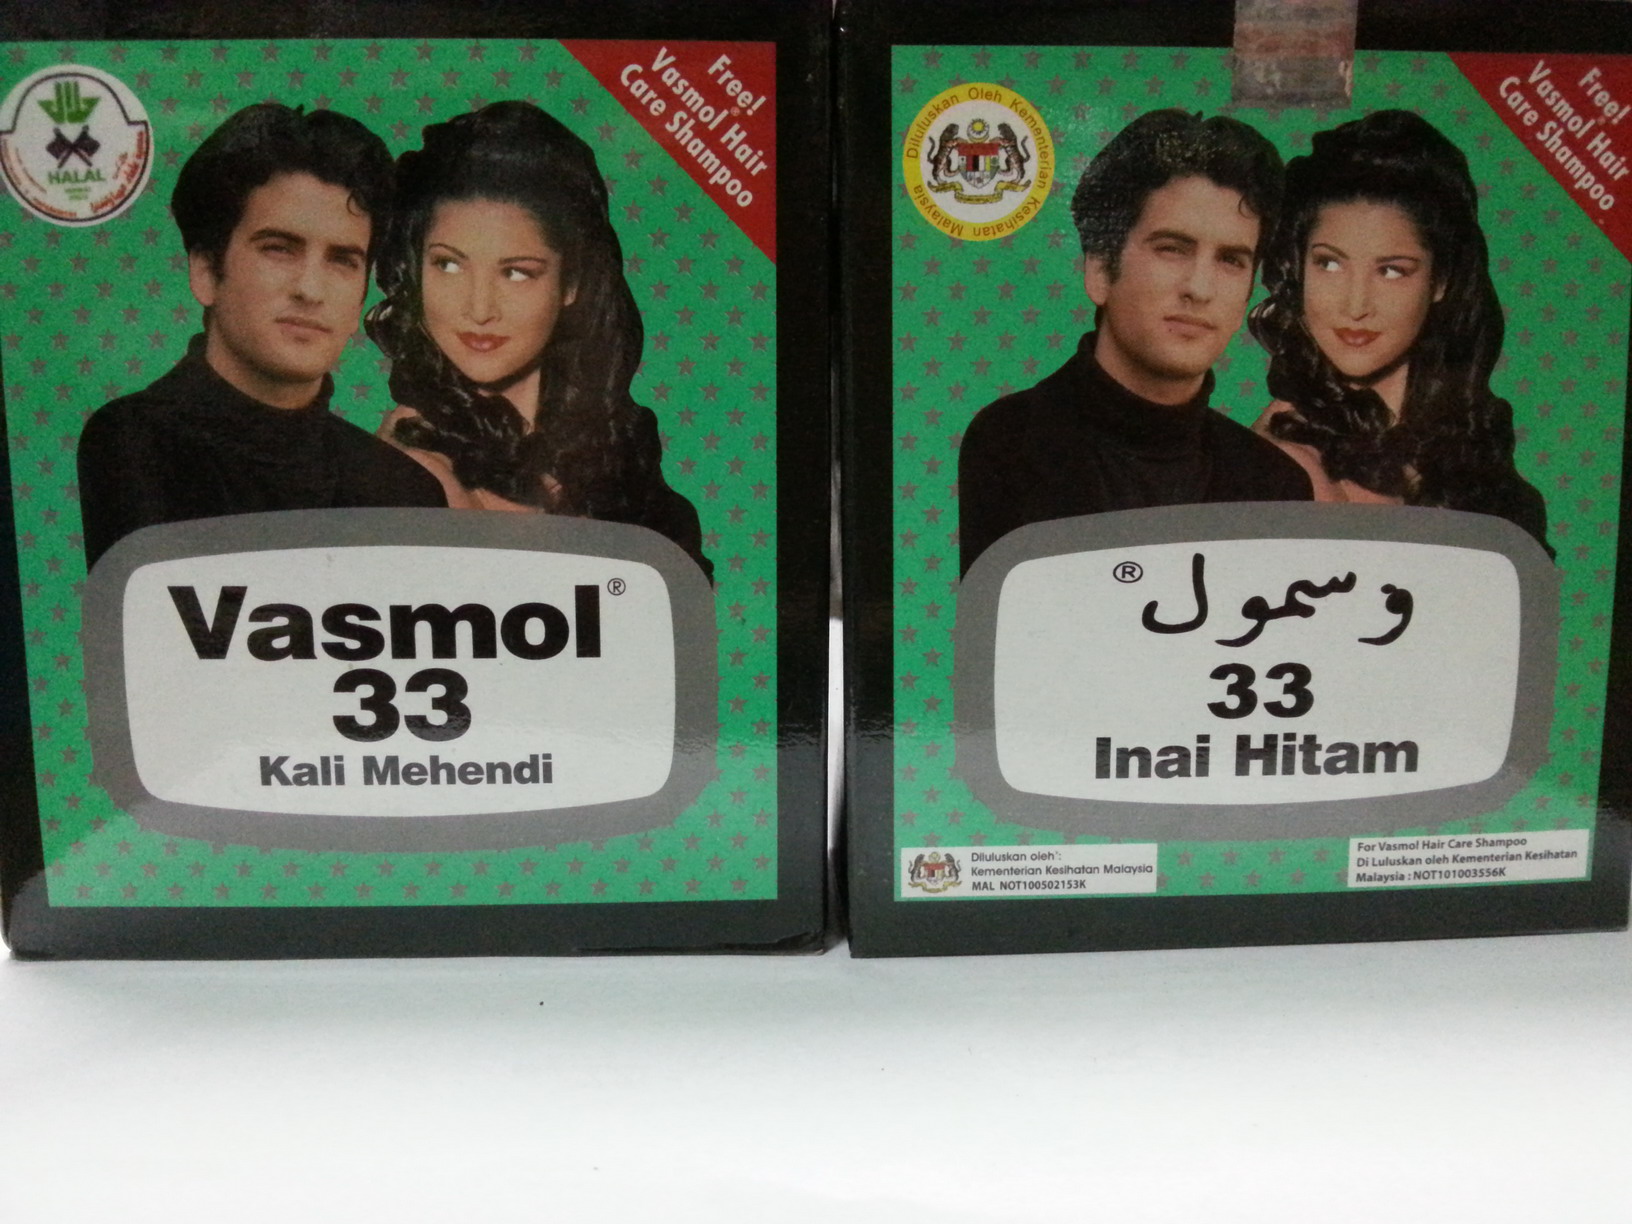 HALAL
Free!
Vasmol® Hair
Care Shampoo
Vasmol®
33
Kali Mehendi
Diluluskan Oleh Kementerian Kesihatan Malaysia
Free!
Vasmol Hair
Care Shampoo
وسمول®
33
Inai Hitam
Diluluskan oleh:
Kementerian Kesihatan Malaysia
MAL NOT100502153K
For Vasmol Hair Care Shampoo
Di Luluskan oleh Kementerian Kesihatan
Malaysia : NOT101003556K